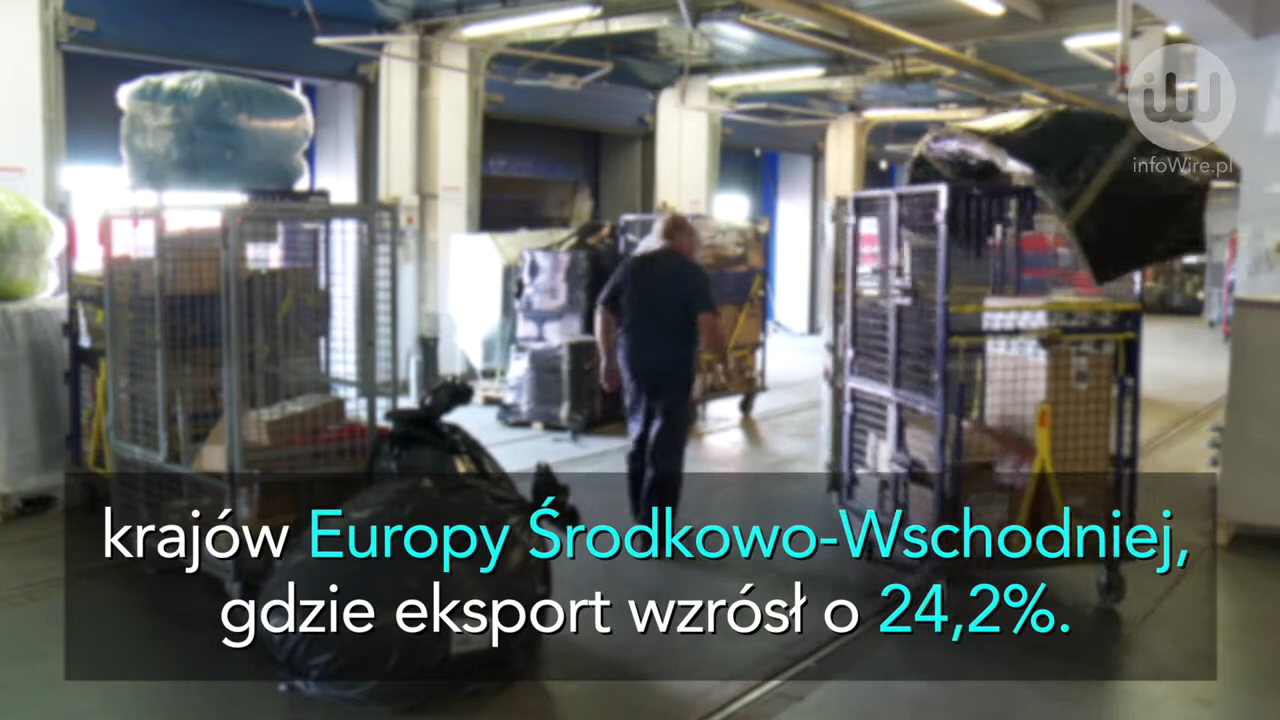 infoWire.pl
krajów Europy Środkowo-Wschodniej,
gdzie eksport wzrósł o 24,2%.